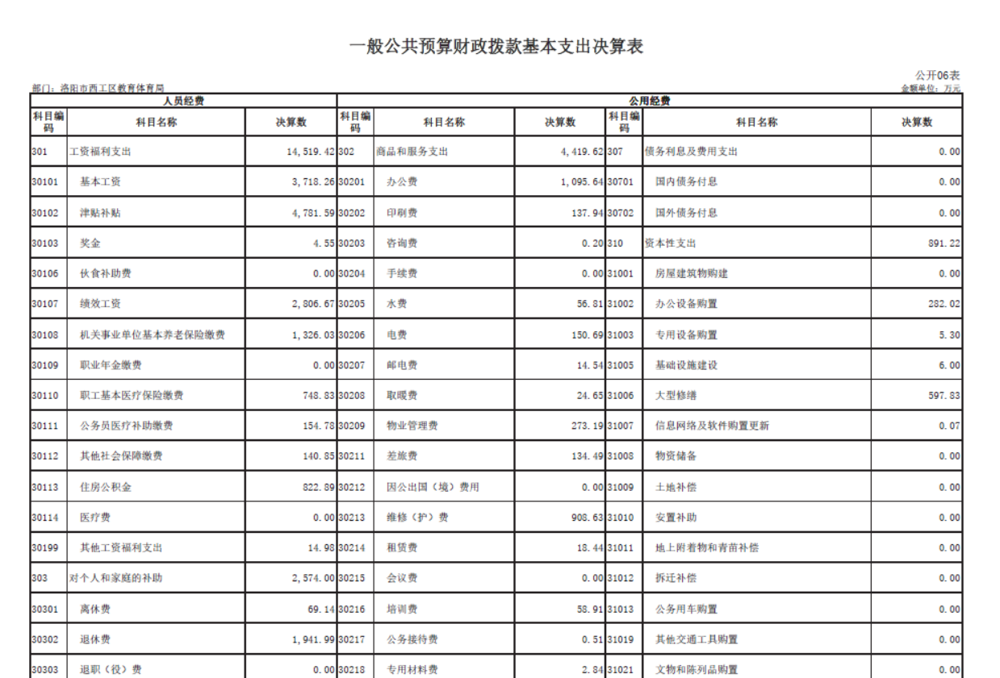 一般公共预算财政拨款基本支出决算表
公开06表
部门：洛阳市西工区教育体育局 金额单位：万元
人员经费 公用经费
科目编码 科目名称 决算数 科目编码 科目名称 决算数 科目编码 科目名称 决算数
301 工资福利支出 14,519.42 302 商品和服务支出 4,419.62 307 债务利息及费用支出 0.00
30101 基本工资 3,718.26 30201 办公费 1,095.64 30701 国内债务付息 0.00
30102 津贴补贴 4,781.59 30202 印刷费 137.94 30702 国外债务付息 0.00
30103 奖金 4.55 30203 咨询费 0.20 310 资本性支出 891.22
30106 伙食补助费 0.00 30204 手续费 0.00 31001 房屋建筑物购建 0.00
30107 绩效工资 2,806.67 30205 水费 56.81 31002 办公设备购置 282.02
30108 机关事业单位基本养老保险缴费 1,326.03 30206 电费 150.69 31003 专用设备购置 5.30
30109 职业年金缴费 0.00 30207 邮电费 14.54 31005 基础设施建设 6.00
30110 职工基本医疗保险缴费 748.83 30208 取暖费 24.65 31006 大型修缮 597.83
30111 公务员医疗补助缴费 154.78 30209 物业管理费 273.19 31007 信息网络及软件购置更新 0.07
30112 其他社会保障缴费 140.85 30211 差旅费 134.49 31008 物资储备 0.00
30113 住房公积金 822.89 30212 因公出国（境）费用 0.00 31009 土地补偿 0.00
30114 医疗费 0.00 30213 维修（护）费 908.63 31010 安置补助 0.00
30199 其他工资福利支出 14.98 30214 租赁费 18.44 31011 地上附着物和青苗补偿 0.00
303 对个人和家庭的补助 2,574.00 30215 会议费 0.00 31012 拆迁补偿 0.00
30301 离休费 69.14 30216 培训费 58.91 31013 公务用车购置 0.00
30302 退休费 1,941.99 30217 公务接待费 0.51 31019 其他交通工具购置 0.00
30303 退职（役）费 0.00 30218 专用材料费 2.84 31021 文物和陈列品购置 0.00